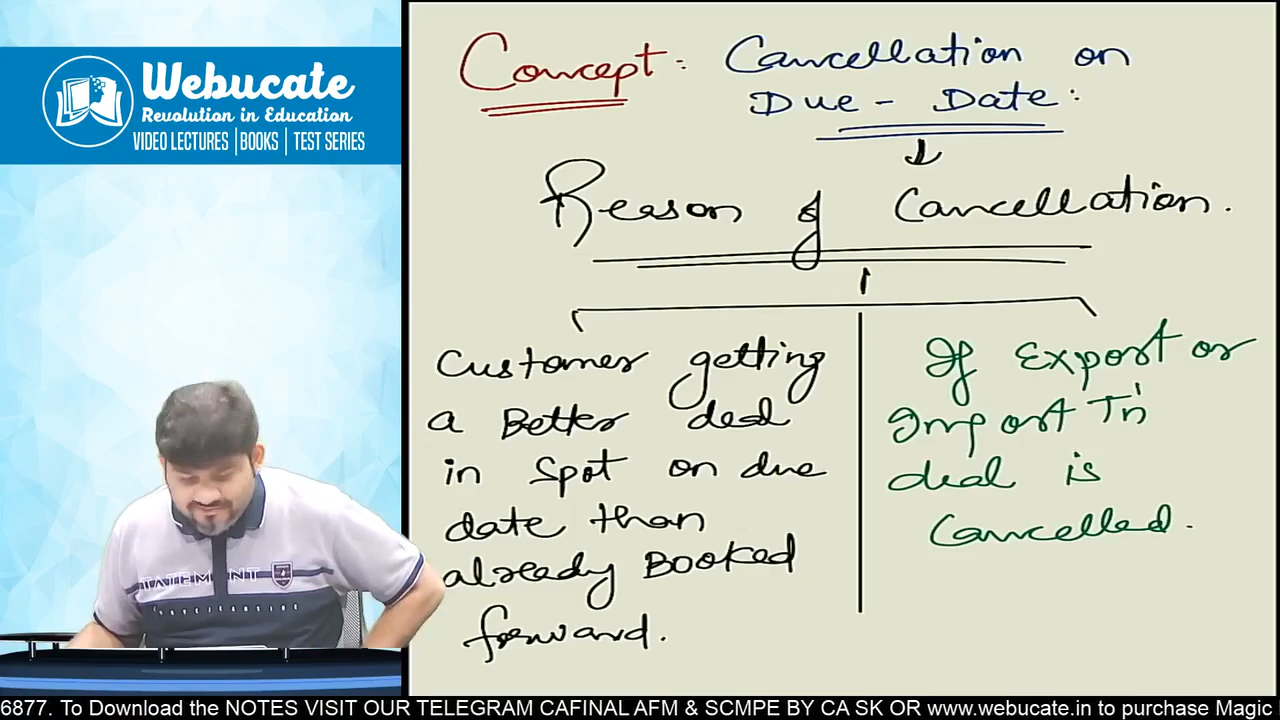 Webucate
Revolution in Education
VIDEO LECTURES | BOOKS | TEST SERIES
Concept: Cancellation on
Due - Date:
Reason of Cancellation.
Customer getting
a Better deal
in Spot on due
date than
already Booked
forward.
If Export or
Import Tn
deal is
Cancelled.
6877. To Download the NOTES VISIT OUR TELEGRAM CAFINAL AFM & SCMPE BY CA SK OR www.webucate.in to purchase Magic